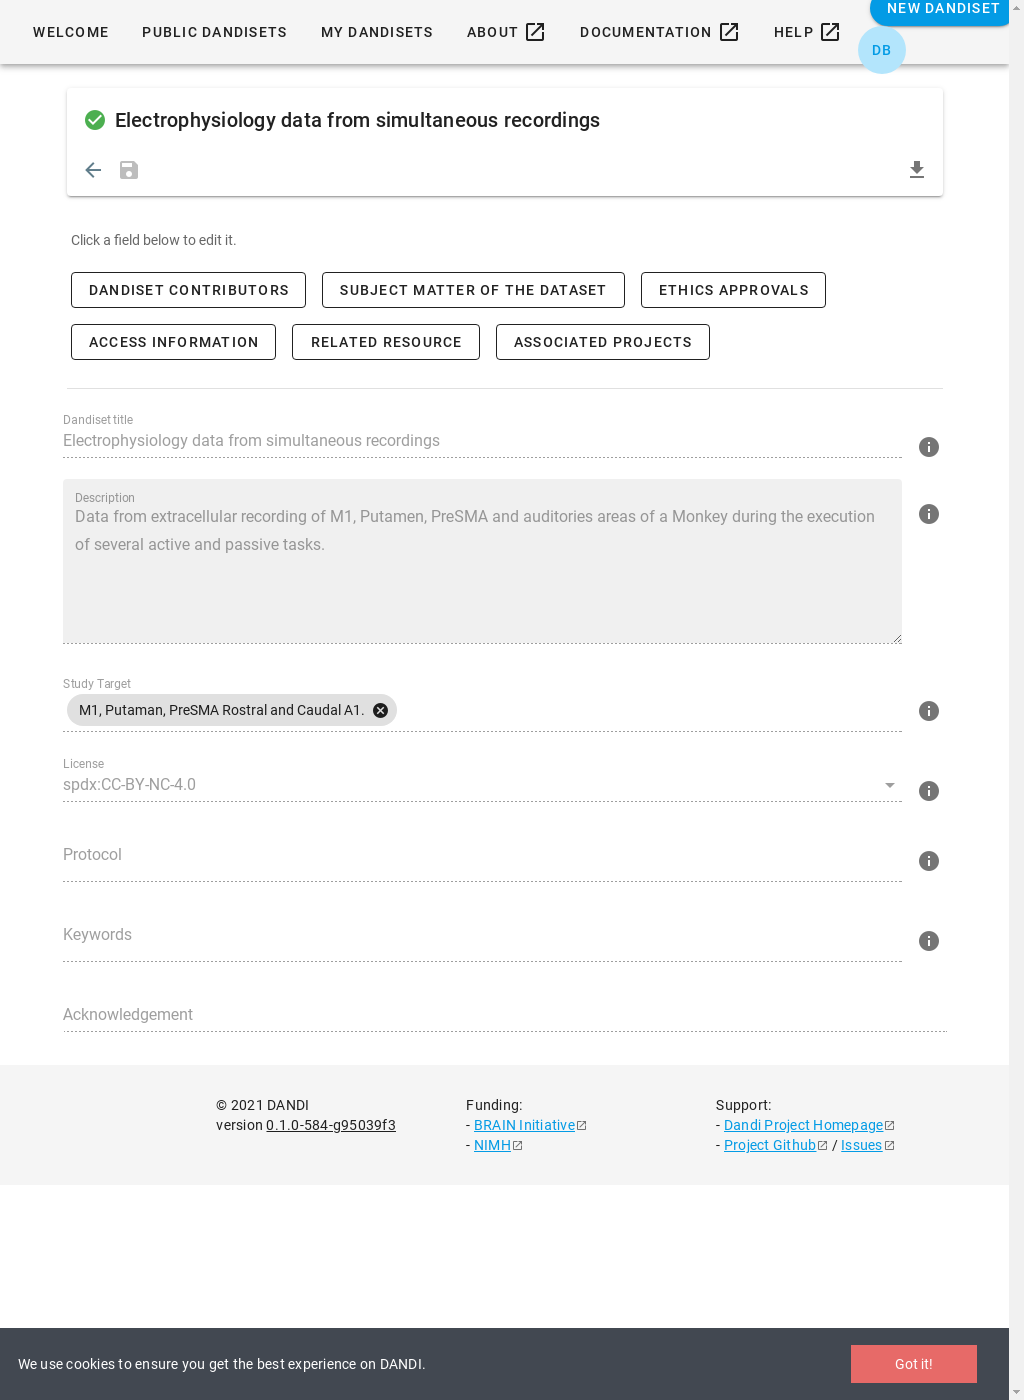 WELCOME PUBLIC DANDISETS MY DANDISETS ABOUT DOCUMENTATION HELP NEW DANDISET
DB
Electrophysiology data from simultaneous recordings
Click a field below to edit it.
DANDISET CONTRIBUTORS SUBJECT MATTER OF THE DATASET ETHICS APPROVALS
ACCESS INFORMATION RELATED RESOURCE ASSOCIATED PROJECTS
Dandiset title
Electrophysiology data from simultaneous recordings
Description
Data from extracellular recording of M1, Putamen, PreSMA and auditories areas of a Monkey during the execution
of several active and passive tasks.
Study Target
M1, Putaman, PreSMA Rostral and Caudal A1.
License
spdx:CC-BY-NC-4.0
Protocol
Keywords
Acknowledgement
© 2021 DANDI
version 0.1.0-584-g95039f3
Funding:
- BRAIN Initiative
- NIMH
Support:
- Dandi Project Homepage
- Project Github / Issues
We use cookies to ensure you get the best experience on DANDI.
Got it!